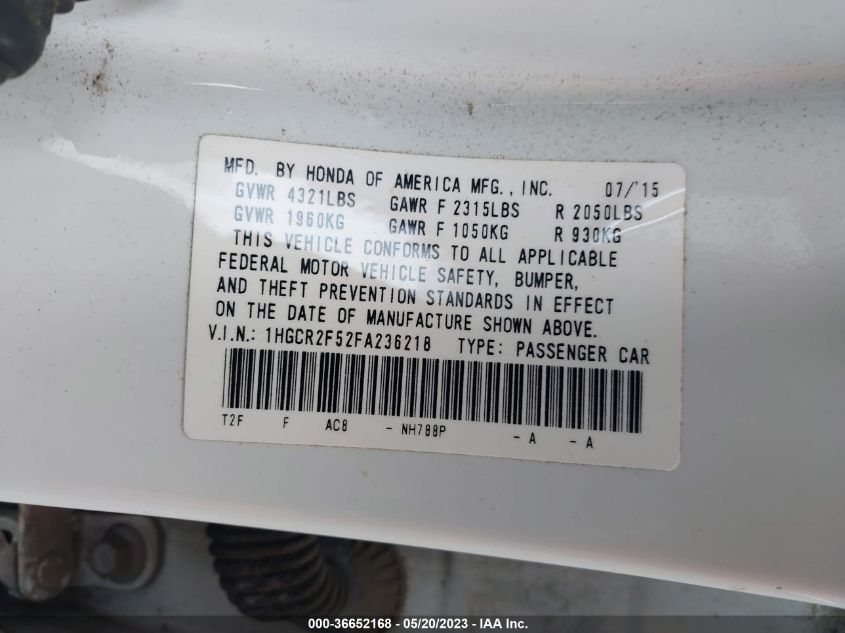 MFD. BY HONDA OF AMERICA MFG., INC. 07/'15
GVWR 4321LBS GAWR F 2315LBS R 2050LBS
GVWR 1960KG GAWR F 1050KG R 930KG
THIS VEHICLE CONFORMS TO ALL APPLICABLE
FEDERAL MOTOR VEHICLE SAFETY, BUMPER,
AND THEFT PREVENTION STANDARDS IN EFFECT
ON THE DATE OF MANUFACTURE SHOWN ABOVE.
V.I.N.: 1HGCR2F52FA236218 TYPE: PASSENGER CAR
T2F F AC8 - NH788P - A - A
000-36652168 - 05/20/2023 - IAA Inc.